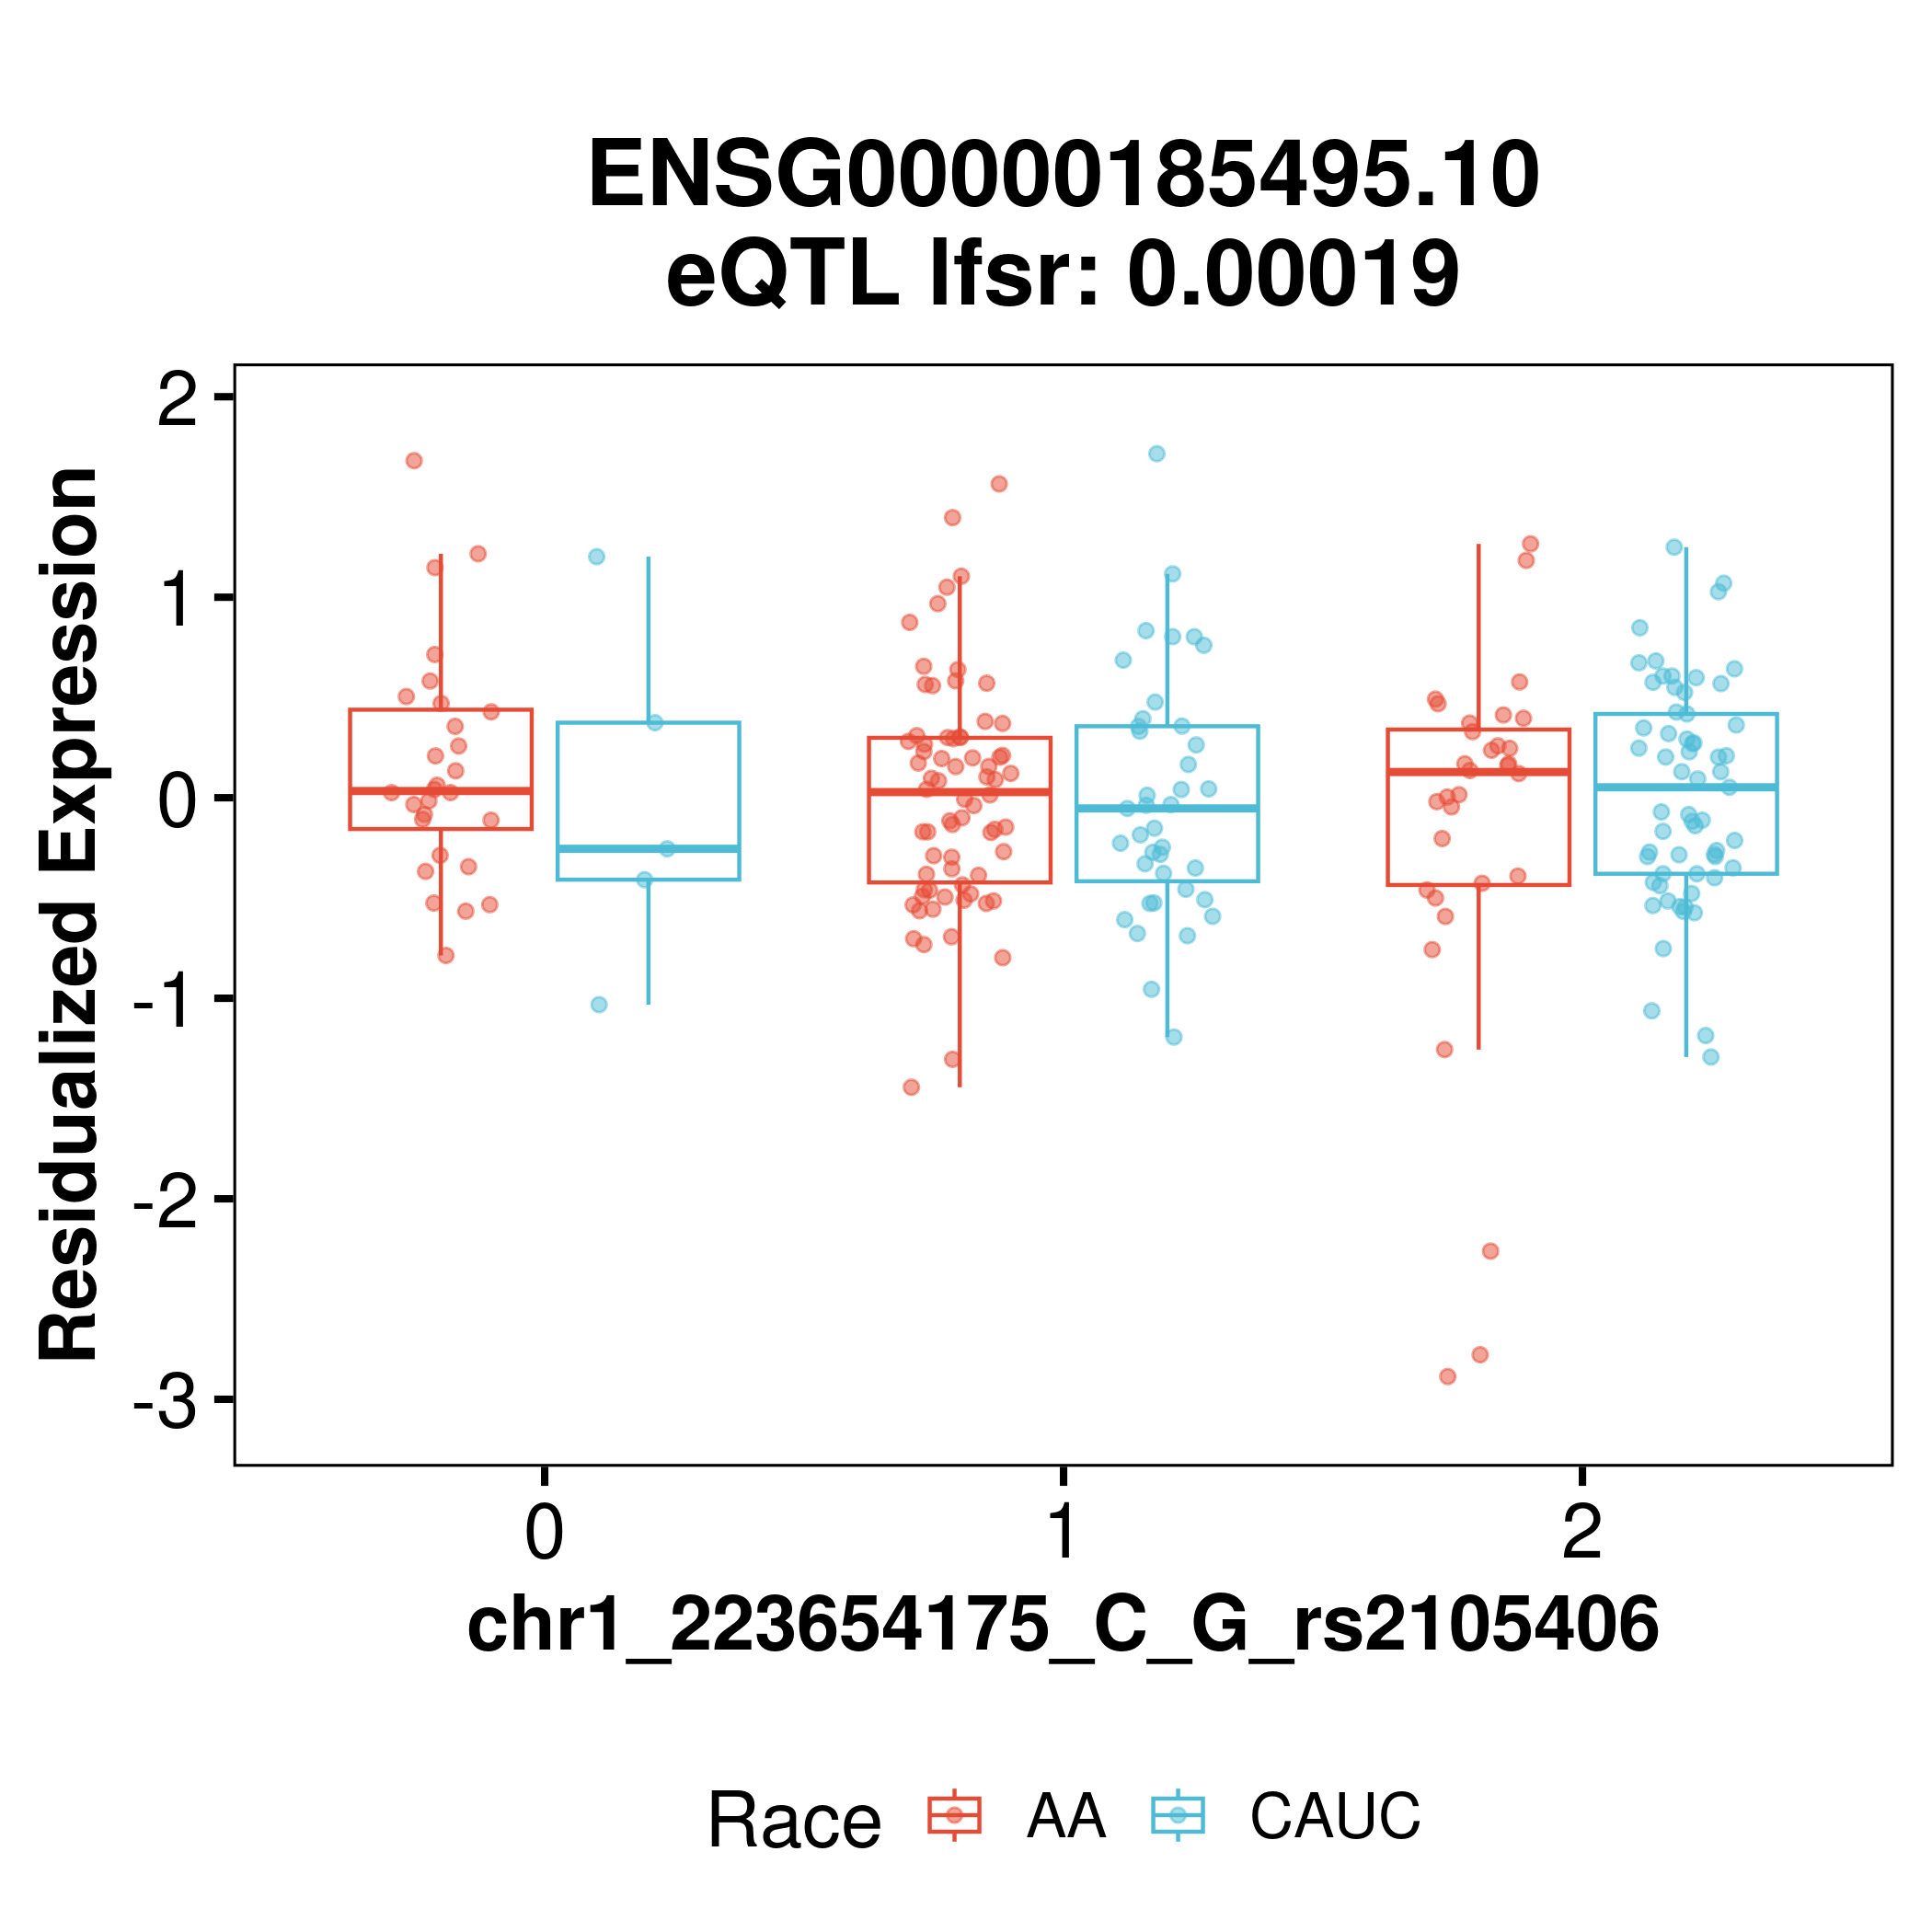 ENSG00000185495.10
eQTL lfsr: 0.00019
Residualized Expression
2
1
0
-1
-2
-3
0 1 2
chr1_223654175_C_G_rs2105406
Race AA CAUC